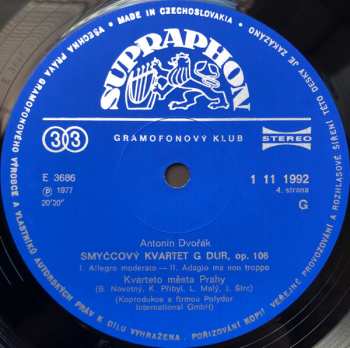 MADE IN CZECHOSLOVAKIA
VŠECHNA PRÁVA GRAMOFONOVÉHO VÝROBCE A VLASTNÍKŮ AUTORSKÝCH PRÁV K DÍLU VYHRAŽENA. POŘIZOVÁNÍ KOPIÍ, VEŘEJNÉ PROVOZOVÁNÍ A ROZHLASOVÉ ŠÍŘENÍ TÉTO DESKY JE ZAKÁZÁNO
SUPRAPHON
33
GRAMOFONOVÝ KLUB
STEREO
E 3686
℗ 1977
20'20"
1 11 1992
4. strana
G
Antonín Dvořák
SMYČCOVÝ KVARTET G DUR, op. 106
I. Allegro moderato — II. Adagio ma non troppo
Kvarteto města Prahy
(B. Novotný, K. Přibyl, L. Malý, J. Štrc)
(Koprodukce s firmou Polydor
International GmbH)